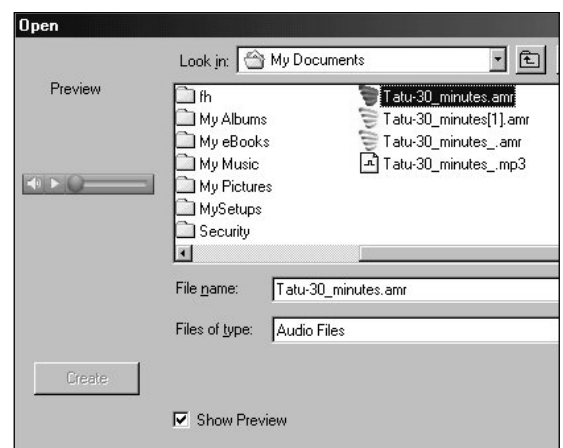 Open
Look in: My Documents
Preview
fh
My Albums
My eBooks
My Music
My Pictures
MySetups
Security
Tatu-30_minutes.amr
Tatu-30_minutes[1].amr
Tatu-30_minutes_.amr
Tatu-30_minutes_.mp3
File name: Tatu-30_minutes.amr
Files of type: Audio Files
Create
Show Preview